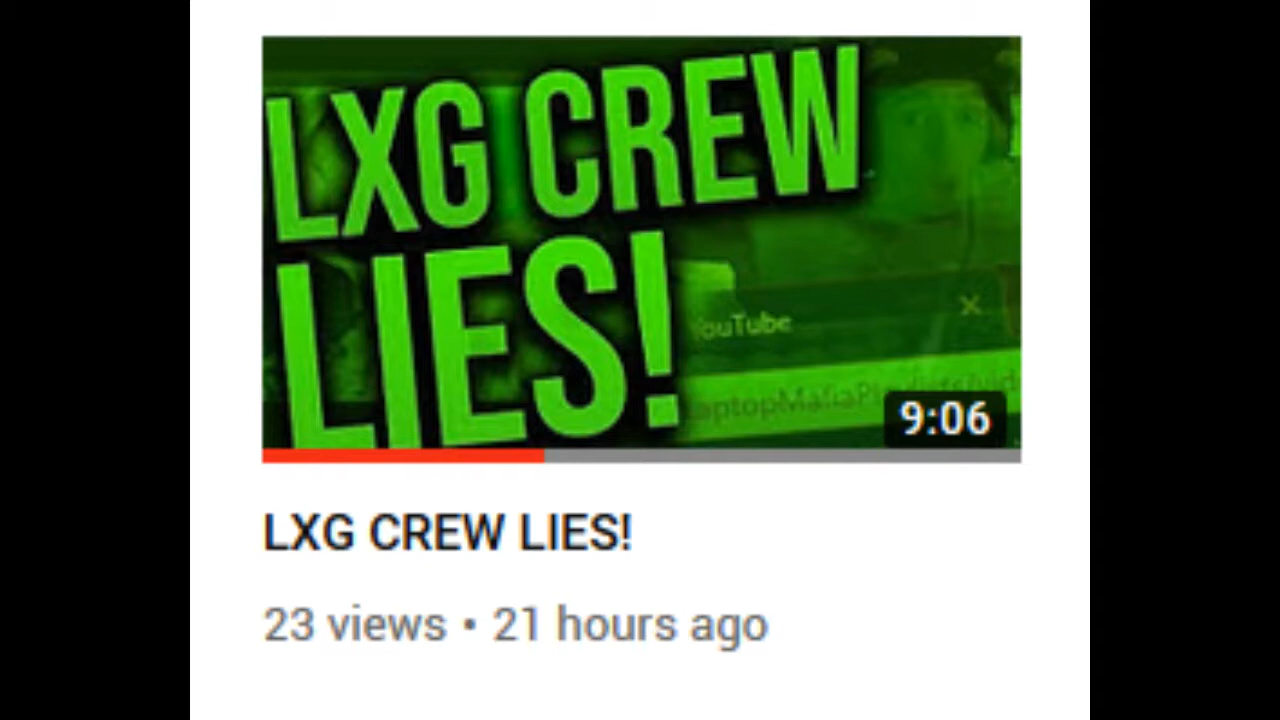 LXG CREW
LIES!
YouTube
9:06
LXG CREW LIES!
23 views • 21 hours ago